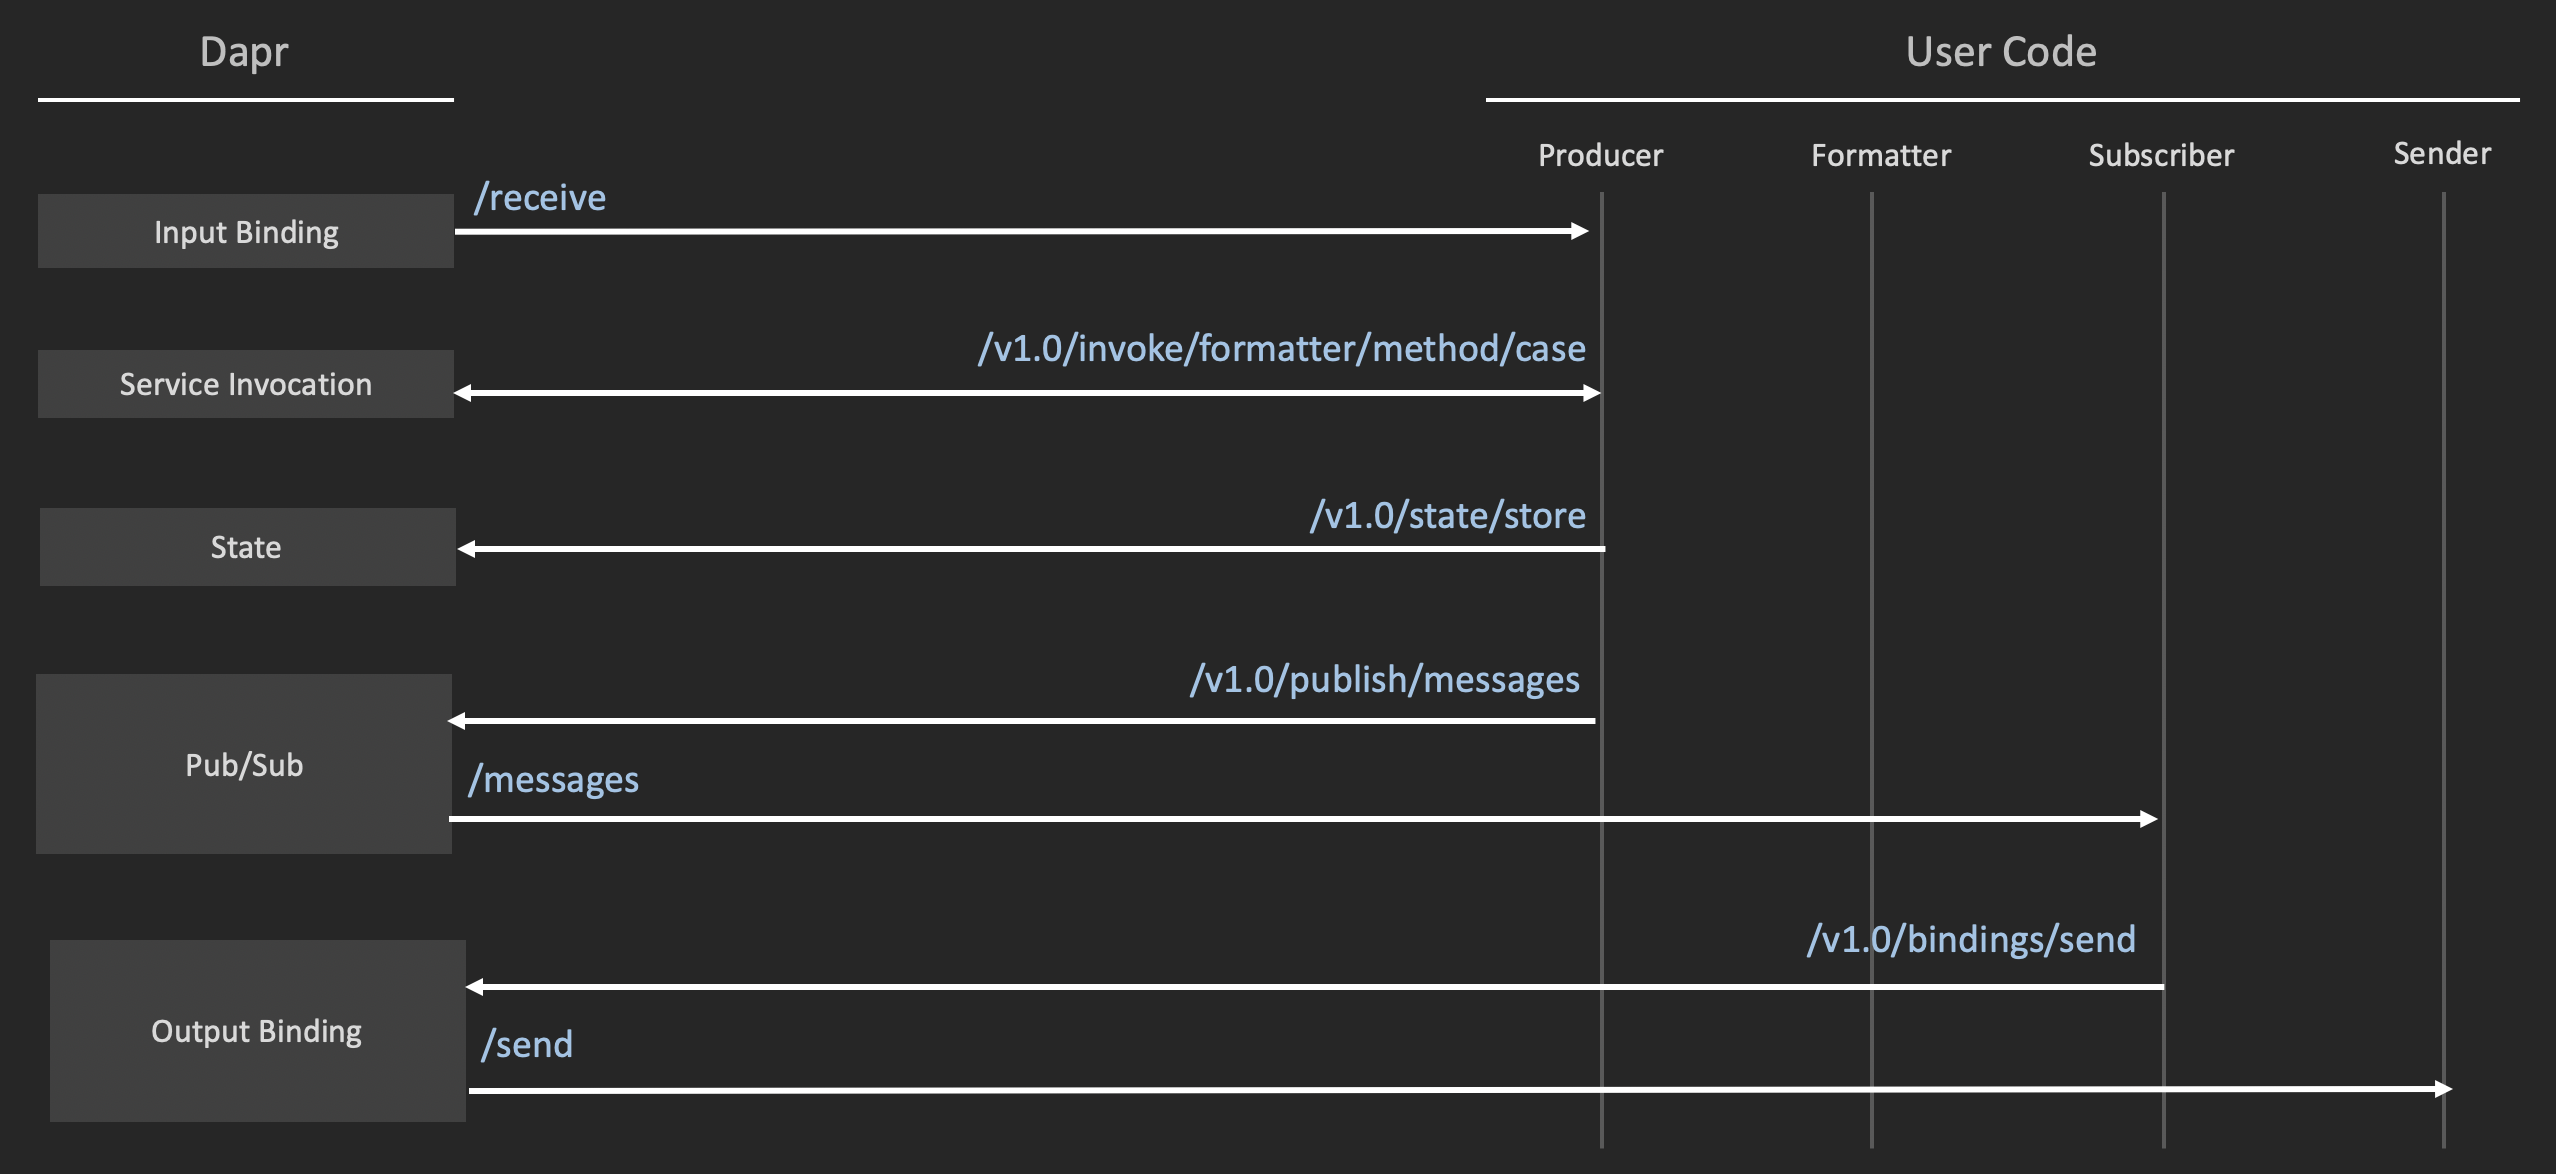 Dapr
User Code
Producer
Formatter
Subscriber
Sender
/receive
Input Binding
/v1.0/invoke/formatter/method/case
Service Invocation
/v1.0/state/store
State
/v1.0/publish/messages
Pub/Sub
/messages
/v1.0/bindings/send
Output Binding
/send